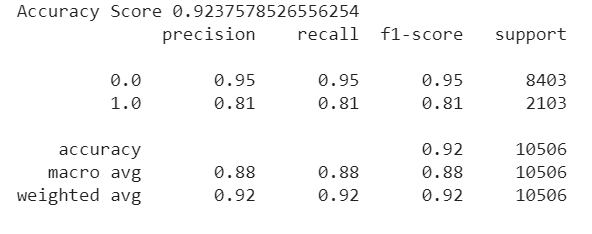 Accuracy Score 0.9237578526556254
precision recall f1-score support
0.0 0.95 0.95 0.95 8403
1.0 0.81 0.81 0.81 2103
accuracy 0.92 10506
macro avg 0.88 0.88 0.88 10506
weighted avg 0.92 0.92 0.92 10506